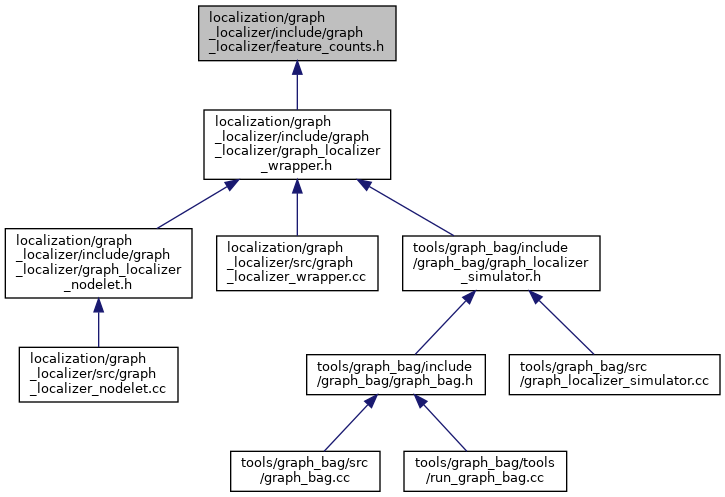 localization/graph
_localizer/include/graph
_localizer/feature_counts.h
localization/graph
_localizer/include/graph
_localizer/graph_localizer
_wrapper.h
localization/graph
_localizer/include/graph
_localizer/graph_localizer
_nodelet.h
localization/graph
_localizer/src/graph
_localizer_wrapper.cc
tools/graph_bag/include
/graph_bag/graph_localizer
_simulator.h
localization/graph
_localizer/src/graph
_localizer_nodelet.cc
tools/graph_bag/include
/graph_bag/graph_bag.h
tools/graph_bag/src
/graph_localizer_simulator.cc
tools/graph_bag/src
/graph_bag.cc
tools/graph_bag/tools
/run_graph_bag.cc